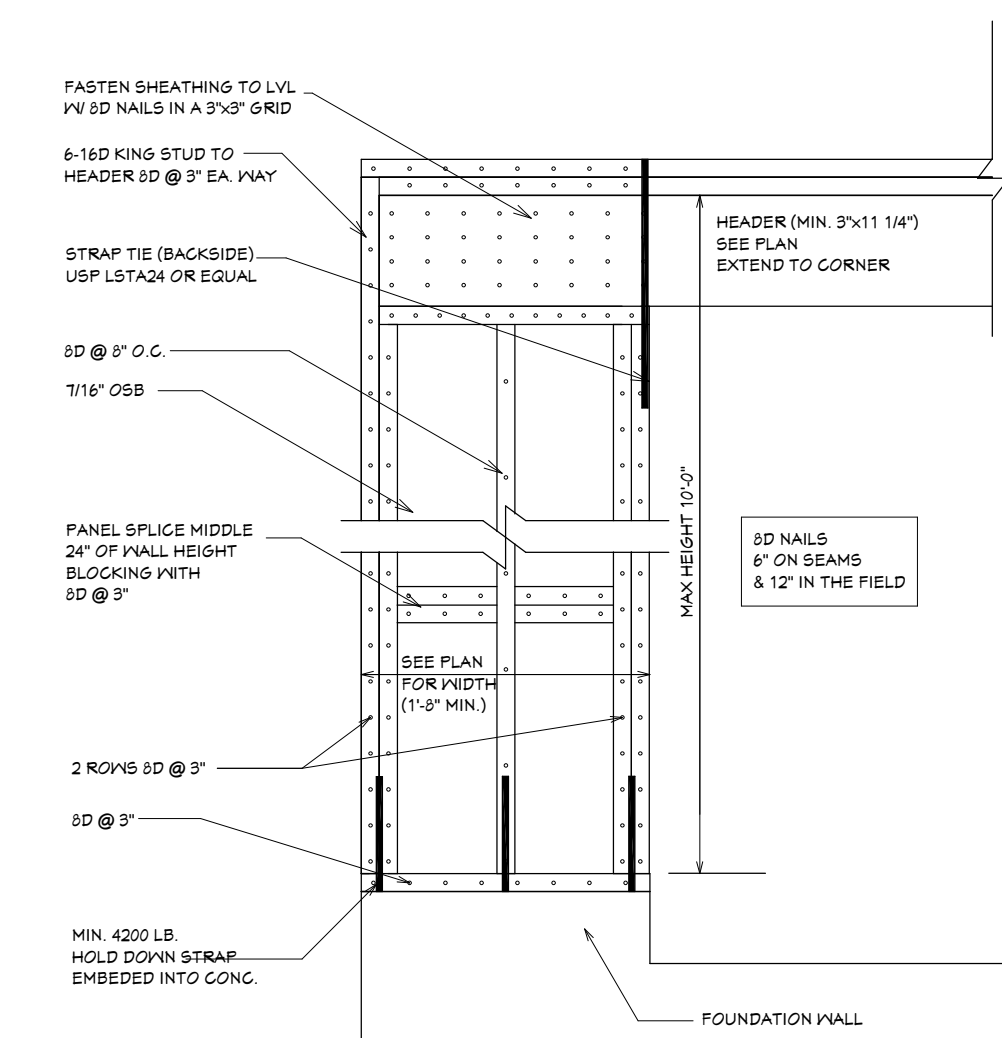 FASTEN SHEATHING TO LVL
W/ 8D NAILS IN A 3"x3" GRID
6-16D KING STUD TO
HEADER 8D @ 3" EA. WAY
STRAP TIE (BACKSIDE)
USP LSTA24 OR EQUAL
8D @ 8" O.C.
7/16" OSB
PANEL SPLICE MIDDLE
24" OF WALL HEIGHT
BLOCKING WITH
8D @ 3"
2 ROWS 8D @ 3"
8D @ 3"
MIN. 4200 LB.
HOLD DOWN STRAP
EMBEDED INTO CONC.
SEE PLAN
FOR WIDTH
(1'-8" MIN.)
HEADER (MIN. 3"x11 1/4")
SEE PLAN
EXTEND TO CORNER
MAX HEIGHT 10'-0"
8D NAILS
6" ON SEAMS
& 12" IN THE FIELD
FOUNDATION WALL